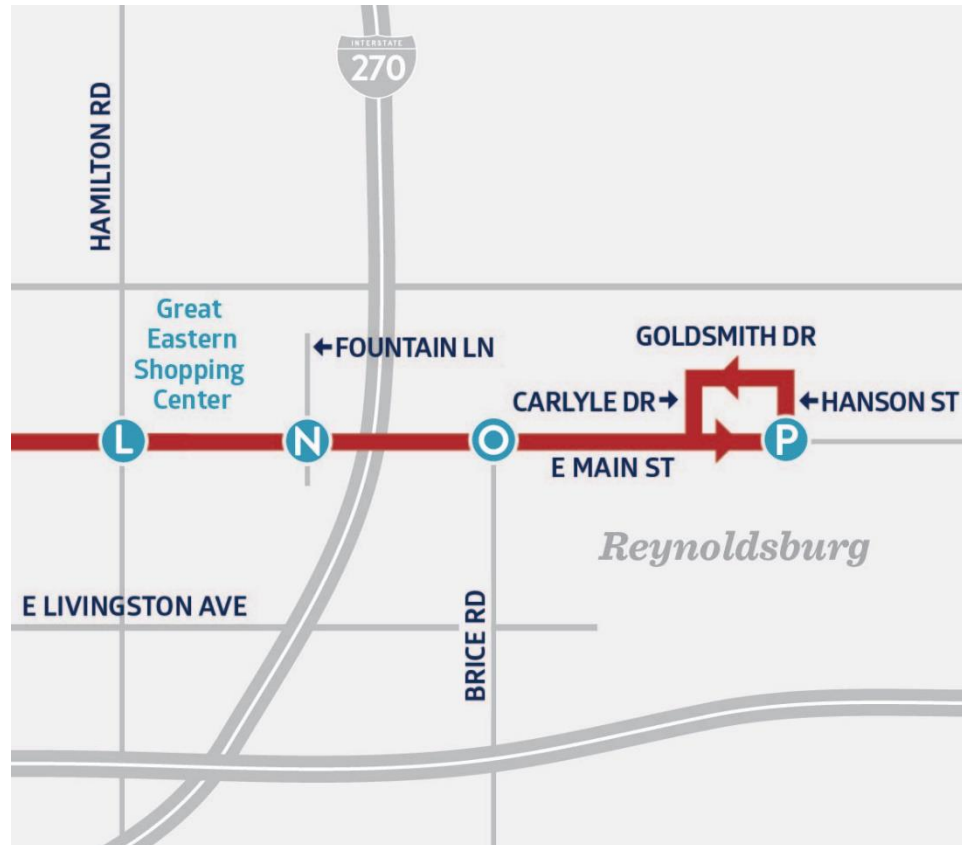 INTERSTATE
270
HAMILTON RD
Great
Eastern
Shopping
Center
FOUNTAIN LN
GOLDSMITH DR
CARLYLE DR
HANSON ST
L
N
O
P
E MAIN ST
Reynoldsburg
E LIVINGSTON AVE
BRICE RD